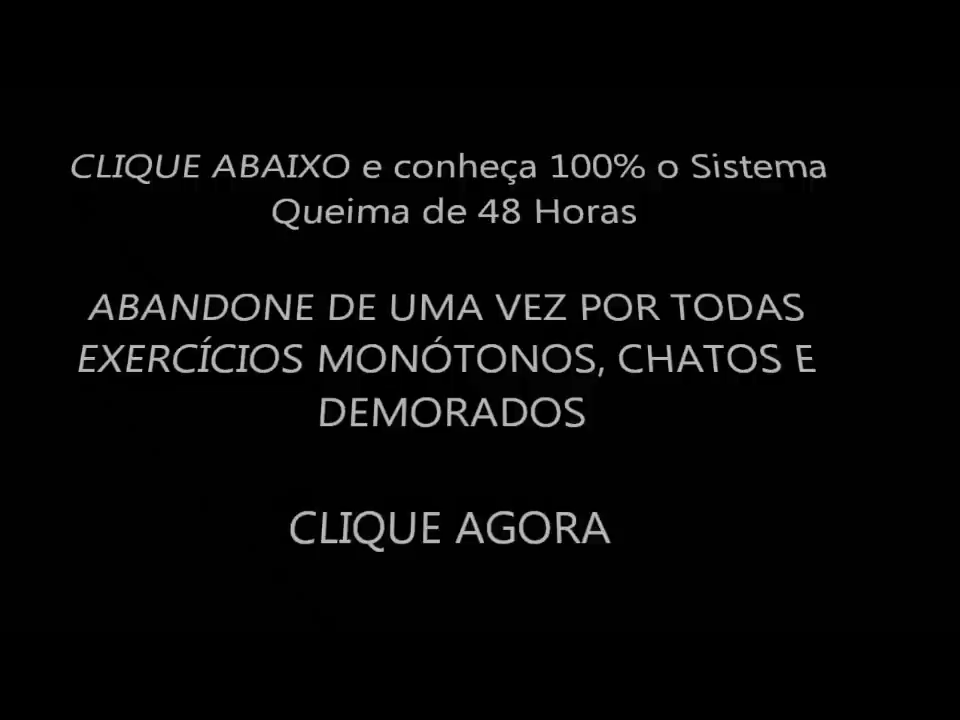 CLIQUE ABAIXO e conheça 100% o Sistema
Queima de 48 Horas
ABANDONE DE UMA VEZ POR TODAS
EXERCÍCIOS MONÓTONOS, CHATOS E
DEMORADOS
CLIQUE AGORA